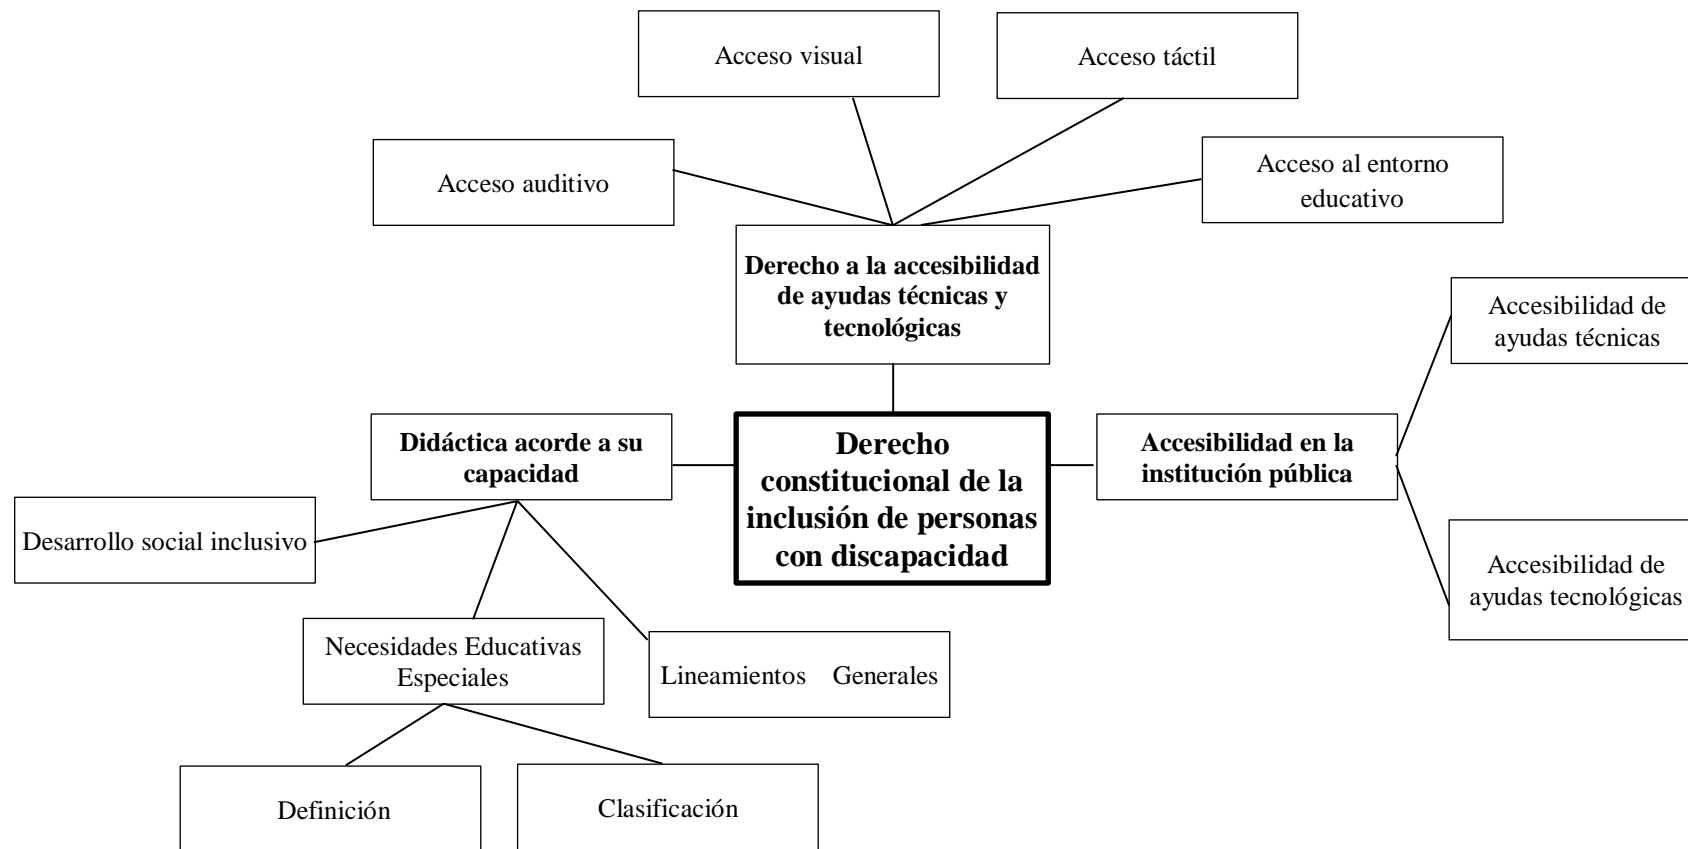 Acceso visual
Acceso táctil
Acceso auditivo
Acceso al entorno
educativo
Derecho a la accesibilidad
de ayudas técnicas y
tecnológicas
Accesibilidad de
ayudas técnicas
Didáctica acorde a su
capacidad
Derecho
constitucional de la
inclusión de personas
con discapacidad
Accesibilidad en la
institución pública
Desarrollo social inclusivo
Accesibilidad de
ayudas tecnológicas
Necesidades Educativas
Especiales
Lineamientos Generales
Definición
Clasificación